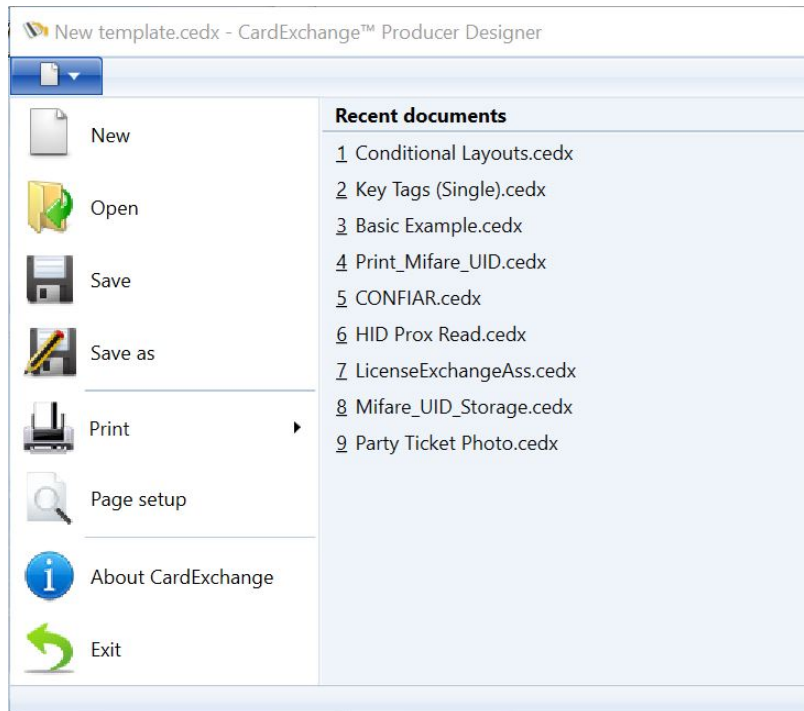 New template.cedx - CardExchange™ Producer Designer
New
Open
Save
Save as
Print
Page setup
About CardExchange
Exit
Recent documents
1 Conditional Layouts.cedx
2 Key Tags (Single).cedx
3 Basic Example.cedx
4 Print_Mifare_UID.cedx
5 CONFIAR.cedx
6 HID Prox Read.cedx
7 LicenseExchangeAss.cedx
8 Mifare_UID_Storage.cedx
9 Party Ticket Photo.cedx